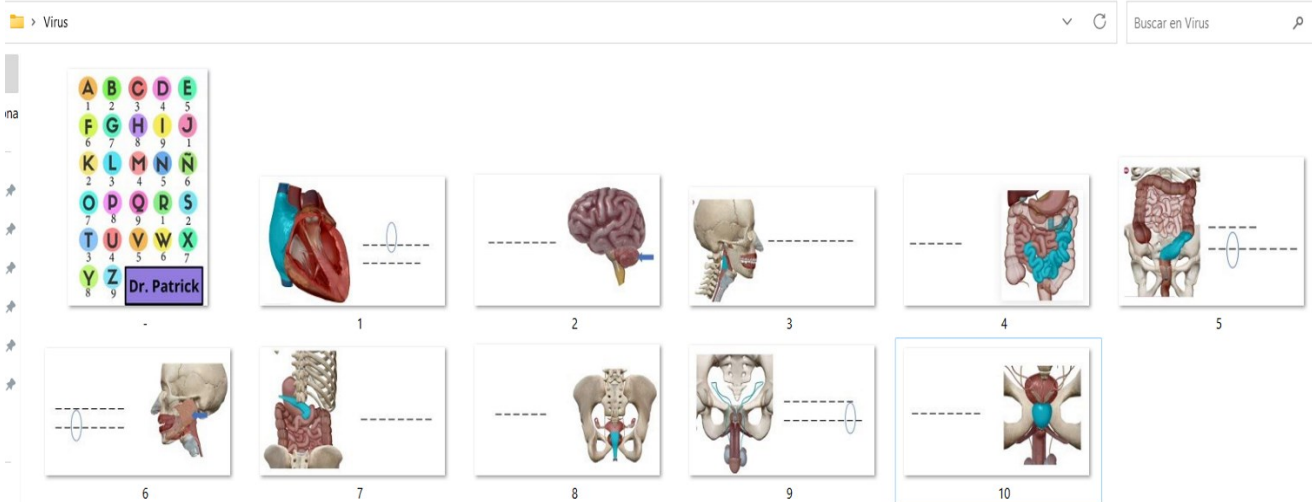 > Virus
Buscar en Virus
ona
A B C D E
1 2 3 4 5
F G H I J
6 7 8 9 1
K L M N Ñ
2 3 4 5 6
O P Q R S
7 8 9 1 2
T U V W X
3 4 5 6 7
Y Z
8 9
Dr. Patrick
- 1 2 3 4 5
6 7 8 9 10